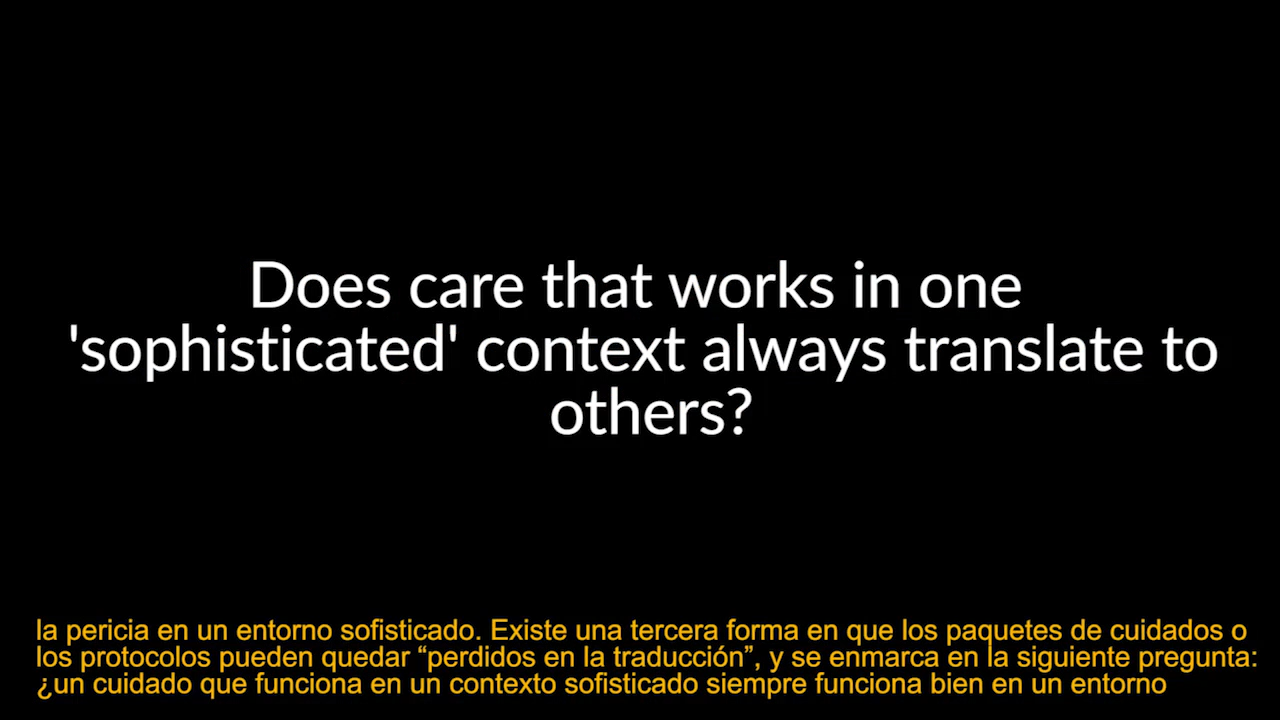 Does care that works in one
'sophisticated' context always translate to
others?
la pericia en un entorno sofisticado. Existe una tercera forma en que los paquetes de cuidados o
los protocolos pueden quedar “perdidos en la traducción”, y se enmarca en la siguiente pregunta:
¿un cuidado que funciona en un contexto sofisticado siempre funciona bien en un entorno